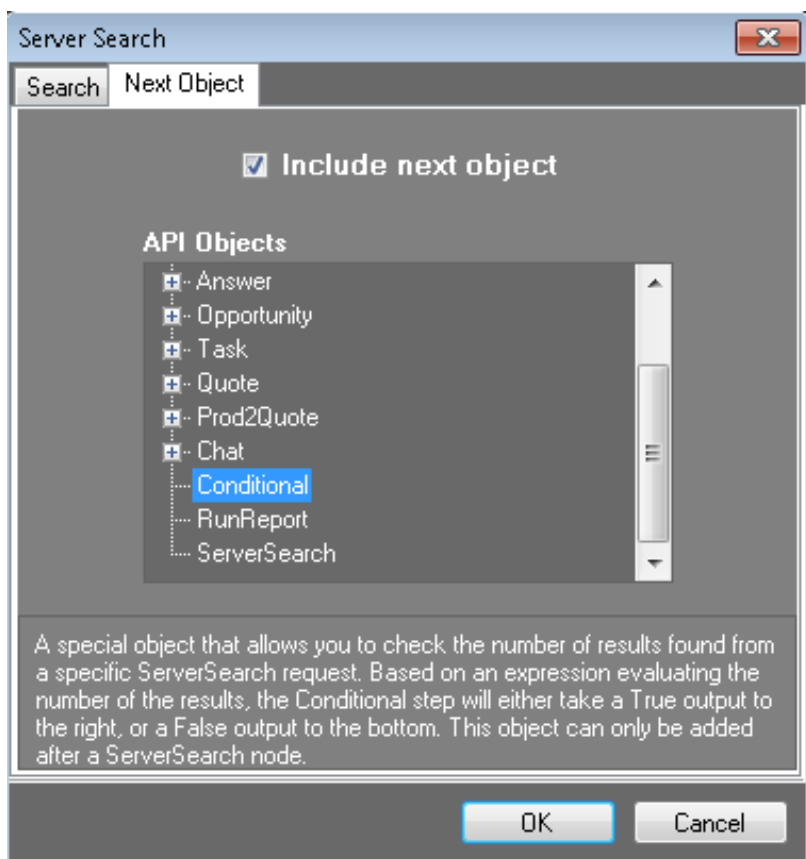 Server Search
Search Next Object
Include next object
API Objects
Answer
Opportunity
Task
Quote
Prod2Quote
Chat
Conditional
RunReport
ServerSearch
A special object that allows you to check the number of results found from
a specific ServerSearch request. Based on an expression evaluating the
number of the results, the Conditional step will either take a True output to
the right, or a False output to the bottom. This object can only be added
after a ServerSearch node.
OK Cancel